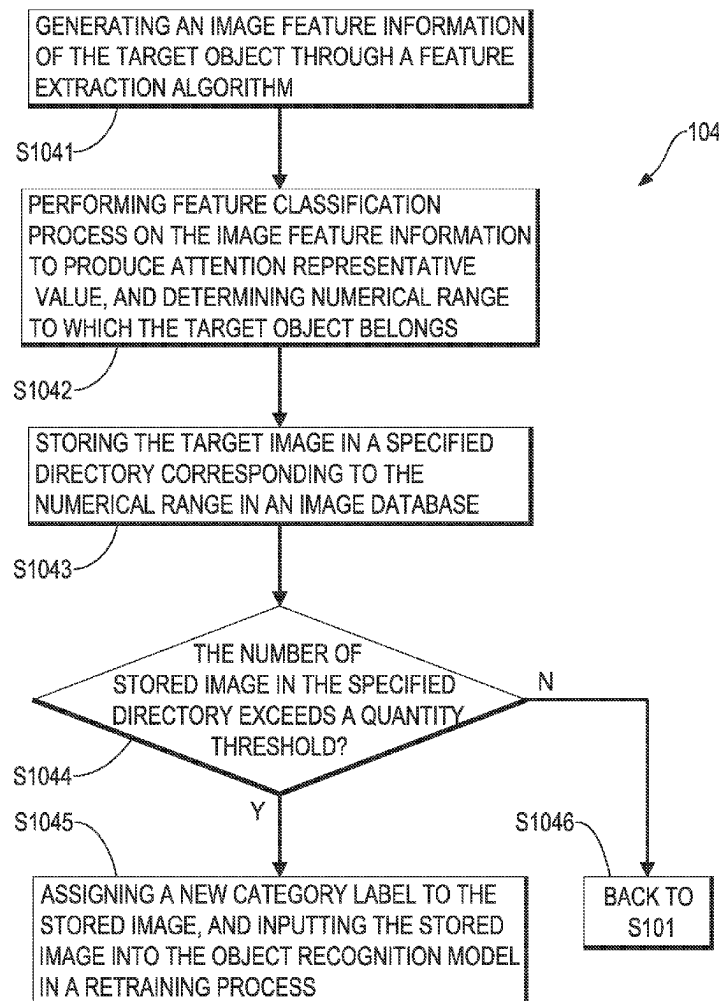 GENERATING AN IMAGE FEATURE INFORMATION
OF THE TARGET OBJECT THROUGH A FEATURE
EXTRACTION ALGORITHM
S1041
104
PERFORMING FEATURE CLASSIFICATION
PROCESS ON THE IMAGE FEATURE INFORMATION
TO PRODUCE ATTENTION REPRESENTATIVE
VALUE, AND DETERMINING NUMERICAL RANGE
TO WHICH THE TARGET OBJECT BELONGS
S1042
STORING THE TARGET IMAGE IN A SPECIFIED
DIRECTORY CORRESPONDING TO THE
NUMERICAL RANGE IN AN IMAGE DATABASE
S1043
THE NUMBER OF
STORED IMAGE IN THE SPECIFIED
DIRECTORY EXCEEDS A QUANTITY
THRESHOLD?
N
S1044
Y
S1045
ASSIGNING A NEW CATEGORY LABEL TO THE
STORED IMAGE, AND INPUTTING THE STORED
IMAGE INTO THE OBJECT RECOGNITION MODEL
IN A RETRAINING PROCESS
S1046
BACK TO
S101